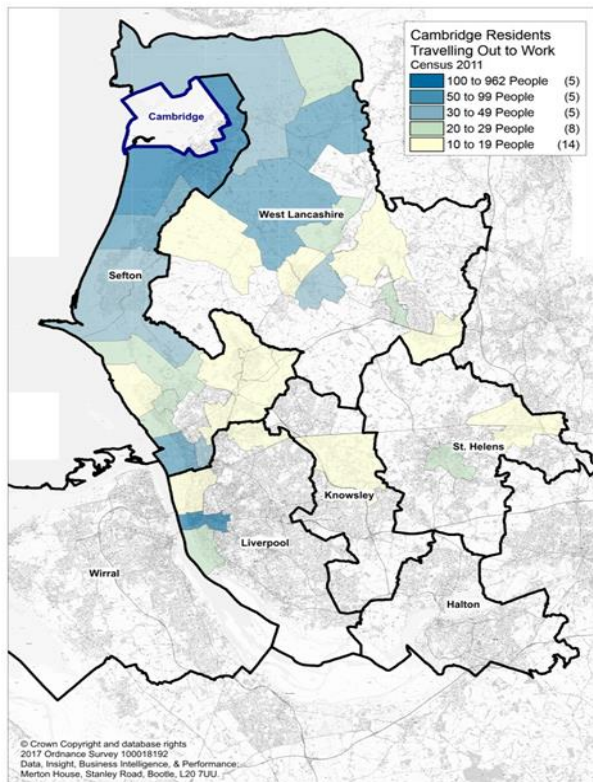 Cambridge Residents
Travelling Out to Work
Census 2011
100 to 962 People (5)
50 to 99 People (5)
30 to 49 People (5)
20 to 29 People (8)
10 to 19 People (14)
Cambridge
West Lancashire
Sefton
St. Helens
Knowsley
Liverpool
Wirral
Halton
© Crown Copyright and database rights
2017 Ordnance Survey 100018192
Data, Insight, Business Intelligence, & Performance,
Merton House, Stanley Road, Bootle, L20 7UU.